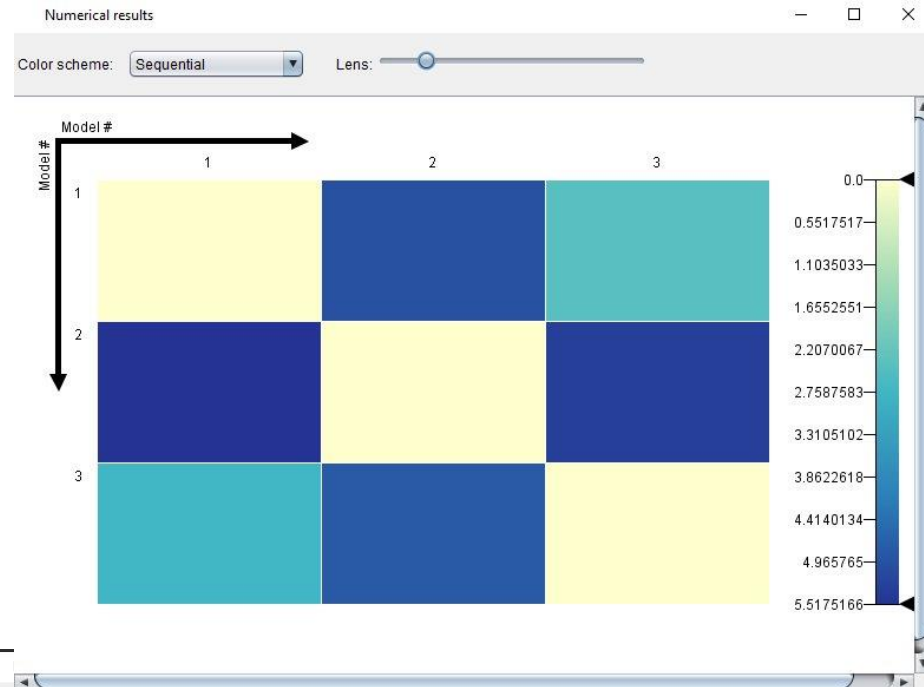 Numerical results
Color scheme: Sequential Lens:
Model #
Model #
1 2 3
1
2
3
0.0
0.5517517
1.1035033
1.6552551
2.2070067
2.7587583
3.3105102
3.8622618
4.4140134
4.965765
5.5175166